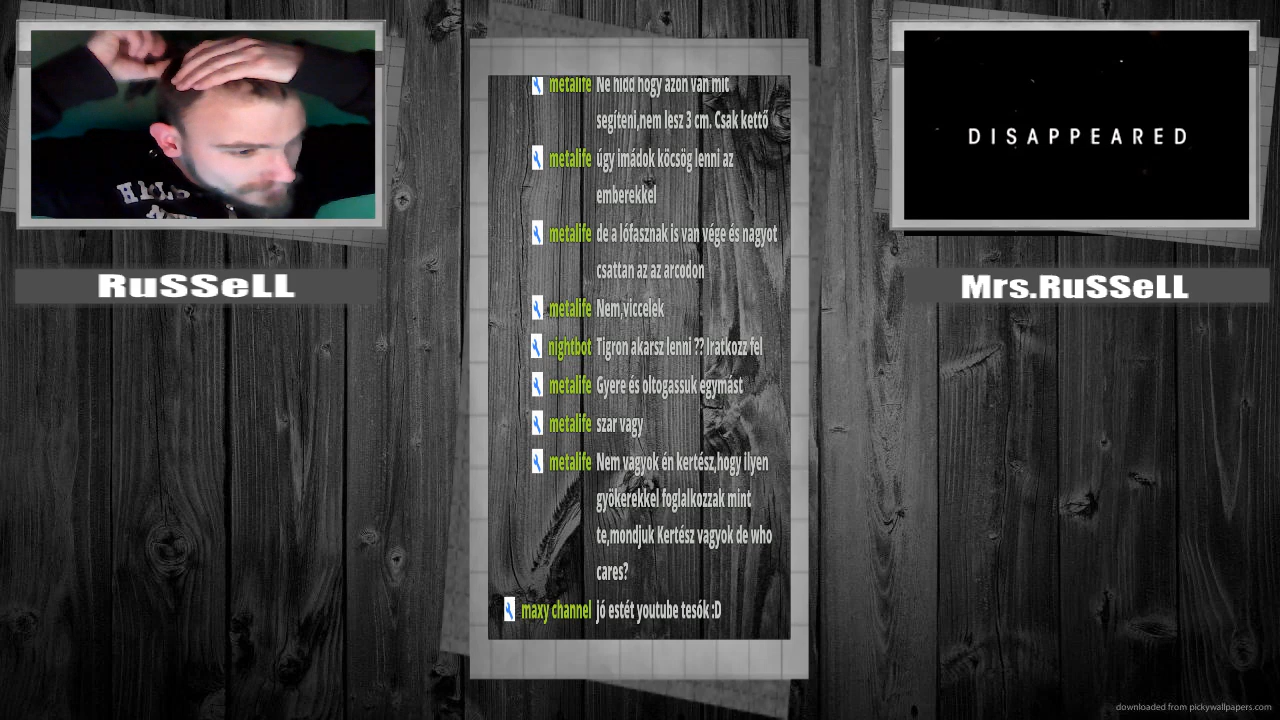 metalife Ne hidd hogy azon van mit
segíteni,nem lesz 3 cm. Csak kettő
metalife úgy imádok köcsög lenni az
emberekkel
metalife de a lófasznak is van vége és nagyot
csattan az az arcodon
metalife Nem,viccelek
nightbot Tigron akarsz lenni ?? Iratkozz fel
metalife Gyere és oltogassuk egymást
metalife szar vagy
metalife Nem vagyok én kertész,hogy ilyen
gyökerekkel foglalkozzak mint
te,mondjuk Kertész vagyok de who
cares?
maxy channel jó estét youtube tesók :D
RuSSeLL
DISAPPEARED
Mrs.RuSSeLL
downloaded from pickywallpapers.com